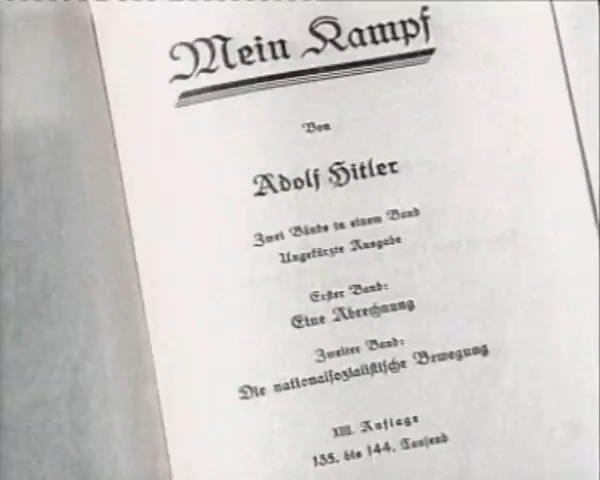 Mein Kampf
Von
Adolf Hitler
Zwei Bände in einem Band
Ungekürzte Ausgabe
Erster Band:
Eine Abrechnung
Zweiter Band:
Die nationalsozialistische Bewegung
XIII. Auflage
135. bis 144. Tausend